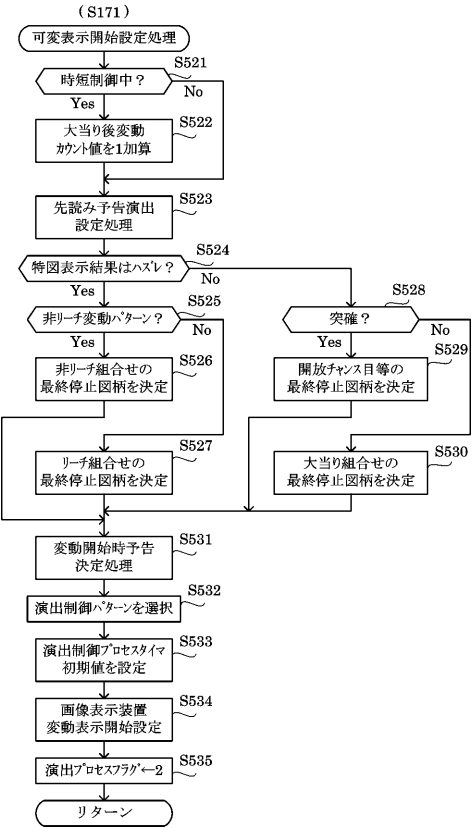 (S171)
可変表示開始設定処理
S521
時短制御中？
Yes
No
S522
大当り後変動
カウント値を1加算
S523
先読み予告演出
設定処理
S524
特図表示結果はハズレ？
Yes
No
S525
非リーチ変動パターン？
Yes
No
S528
突確？
Yes
No
S526
非リーチ組合せの
最終停止図柄を決定
S529
開放チャンス目等の
最終停止図柄を決定
S527
リーチ組合せの
最終停止図柄を決定
S530
大当り組合せの
最終停止図柄を決定
S531
変動開始時予告
決定処理
S532
演出制御パターンを選択
S533
演出制御プロセスタイマ
初期値を設定
S534
画像表示装置
変動表示開始設定
S535
演出プロセスフラグ←2
リターン